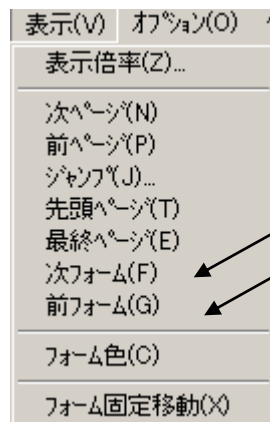 表示(V) ｵﾌﾟｼｮﾝ(O)
表示倍率(Z)...
次ﾍﾟｰｼﾞ(N)
前ﾍﾟｰｼﾞ(P)
ｼﾞｬﾝﾌﾟ(J)...
先頭ﾍﾟｰｼﾞ(T)
最終ﾍﾟｰｼﾞ(E)
次ﾌｫｰﾑ(F)
前ﾌｫｰﾑ(G)
ﾌｫｰﾑ色(C)
ﾌｫｰﾑ固定移動(X)